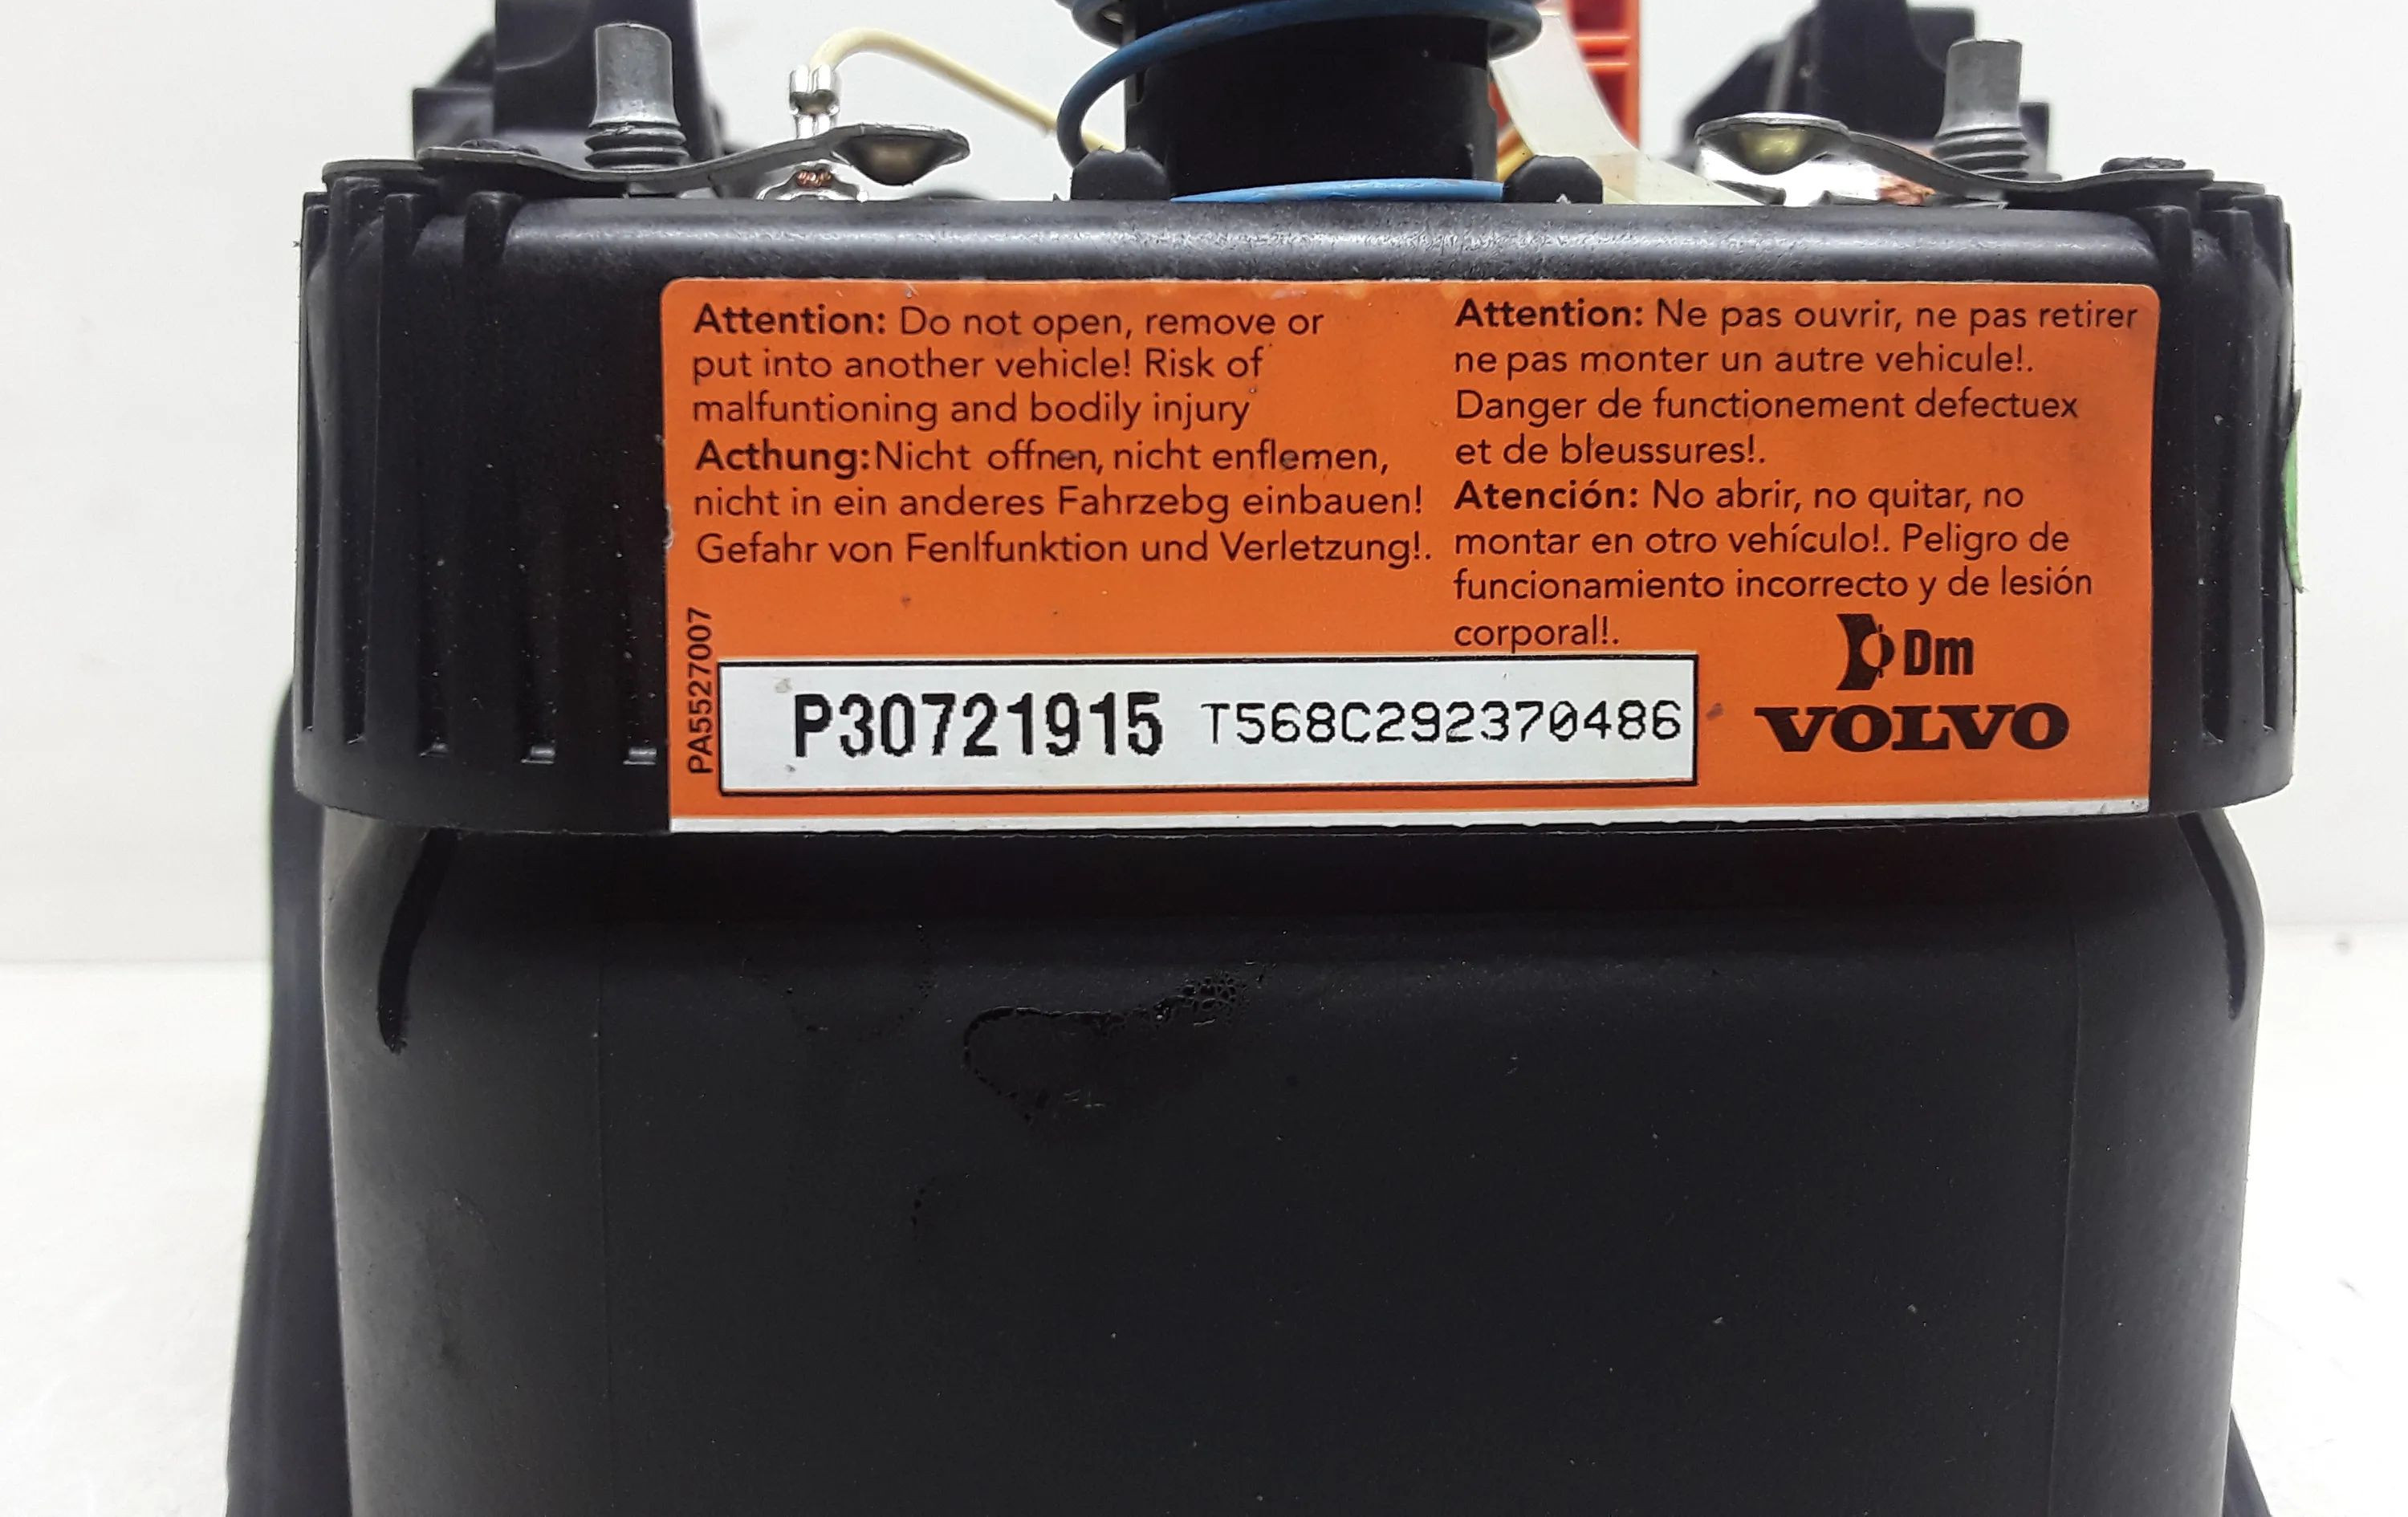 Attention: Do not open, remove or
put into another vehicle! Risk of
malfuntioning and bodily injury
Acthung: Nicht offnen, nicht enflemen,
nicht in ein anderes Fahrzebg einbauen!
Gefahr von Fenlfunktion und Verletzung!.
Attention: Ne pas ouvrir, ne pas retirer
ne pas monter un autre vehicule!.
Danger de functionement defectuex
et de bleussures!.
Atención: No abrir, no quitar, no
montar en otro vehículo!. Peligro de
funcionamiento incorrecto y de lesión
corporal!.
PA5527007
P30721915 T568C292370486
Dm
VOLVO